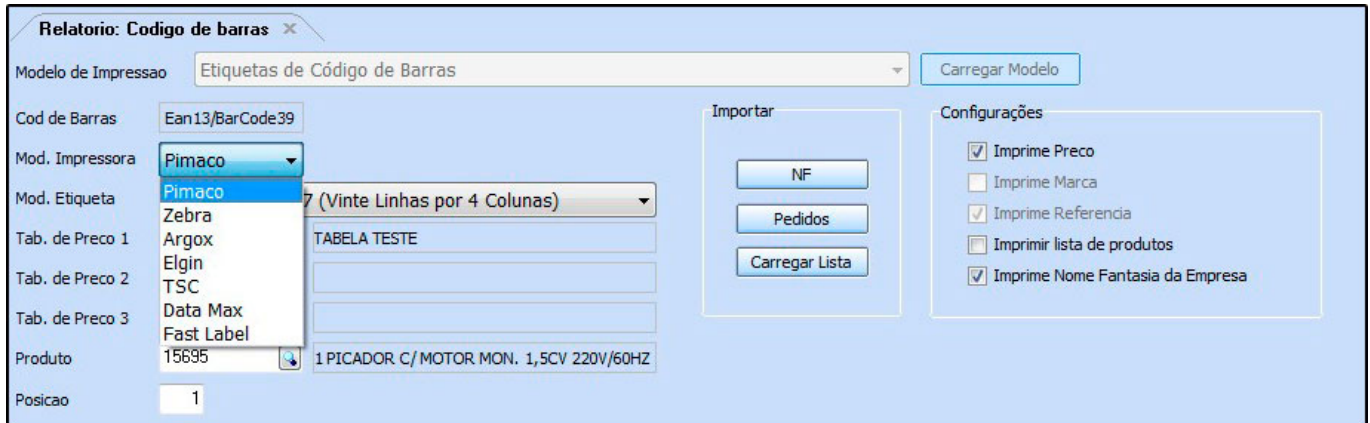 Relatorio: Codigo de barras
Modelo de Impressao Etiquetas de Código de Barras Carregar Modelo
Cod de Barras Ean13/BarCode39
Mod. Impressora Pimaco
Mod. Etiqueta 7 (Vinte Linhas por 4 Colunas)
Pimaco
Zebra
Argox
Elgin
TSC
Data Max
Fast Label
Tab. de Preco 1 TABELA TESTE
Tab. de Preco 2
Tab. de Preco 3
Produto 15695 1 PICADOR C/ MOTOR MON. 1,5CV 220V/60HZ
Posicao 1
Importar
NF
Pedidos
Carregar Lista
Configurações
Imprime Preco
Imprime Marca
Imprime Referencia
Imprimir lista de produtos
Imprime Nome Fantasia da Empresa